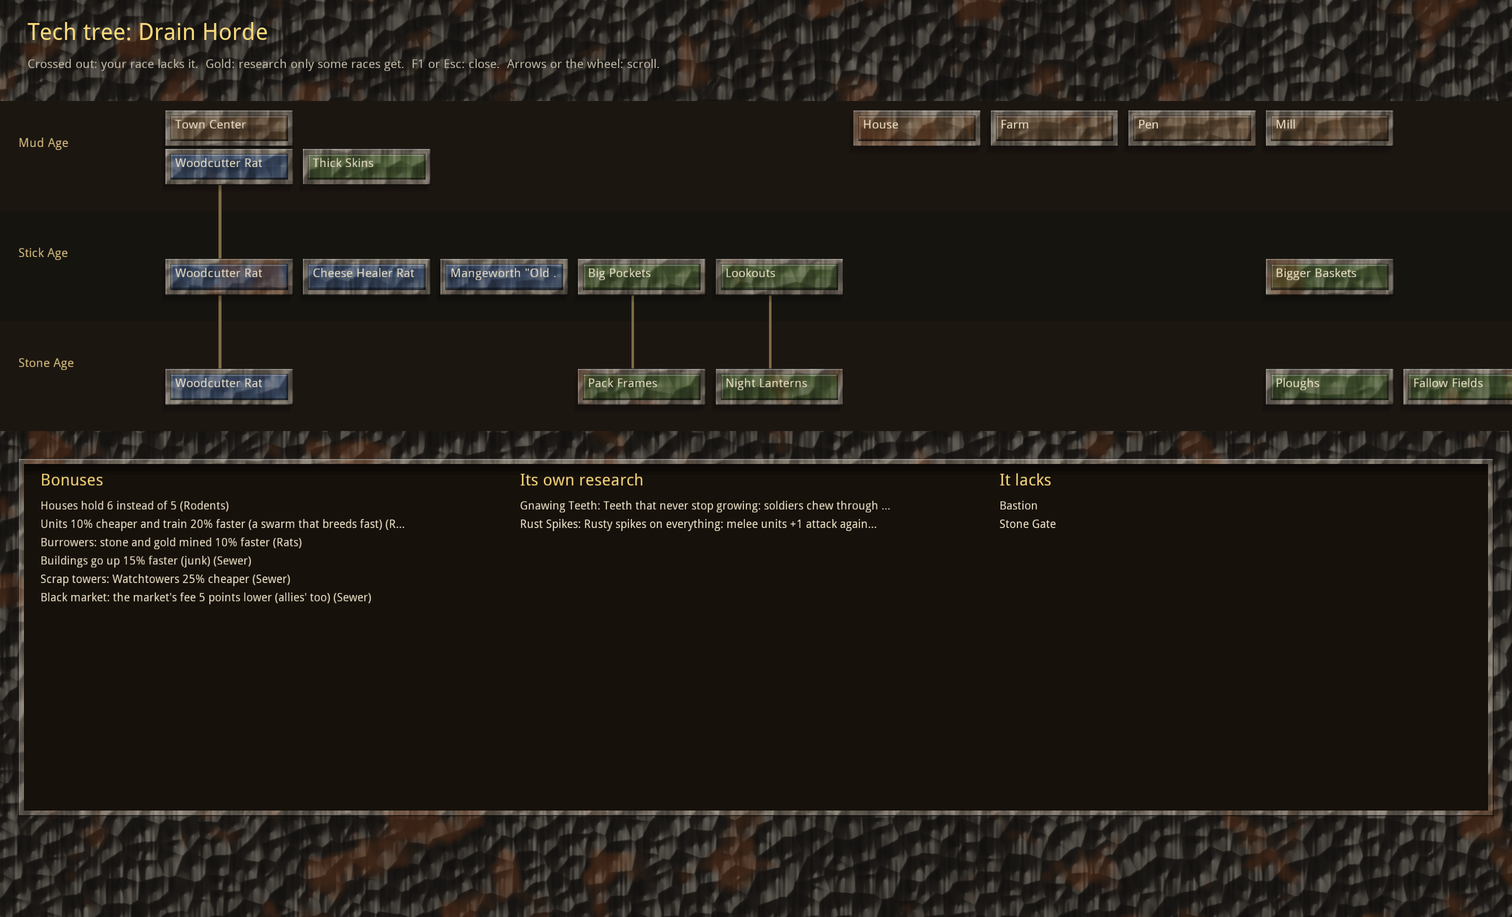 Tech tree: Drain Horde
Crossed out: your race lacks it. Gold: research only some races get. F1 or Esc: close. Arrows or the wheel: scroll.
Mud Age
Town Center
House
Farm
Pen
Mill
Woodcutter Rat
Thick Skins
Stick Age
Woodcutter Rat
Cheese Healer Rat
Mangeworth "Old .
Big Pockets
Lookouts
Bigger Baskets
Stone Age
Woodcutter Rat
Pack Frames
Night Lanterns
Ploughs
Fallow Fields
Bonuses
Houses hold 6 instead of 5 (Rodents)
Units 10% cheaper and train 20% faster (a swarm that breeds fast) (R...
Burrowers: stone and gold mined 10% faster (Rats)
Buildings go up 15% faster (junk) (Sewer)
Scrap towers: Watchtowers 25% cheaper (Sewer)
Black market: the market's fee 5 points lower (allies' too) (Sewer)
Its own research
Gnawing Teeth: Teeth that never stop growing: soldiers chew through ...
Rust Spikes: Rusty spikes on everything: melee units +1 attack again...
It lacks
Bastion
Stone Gate